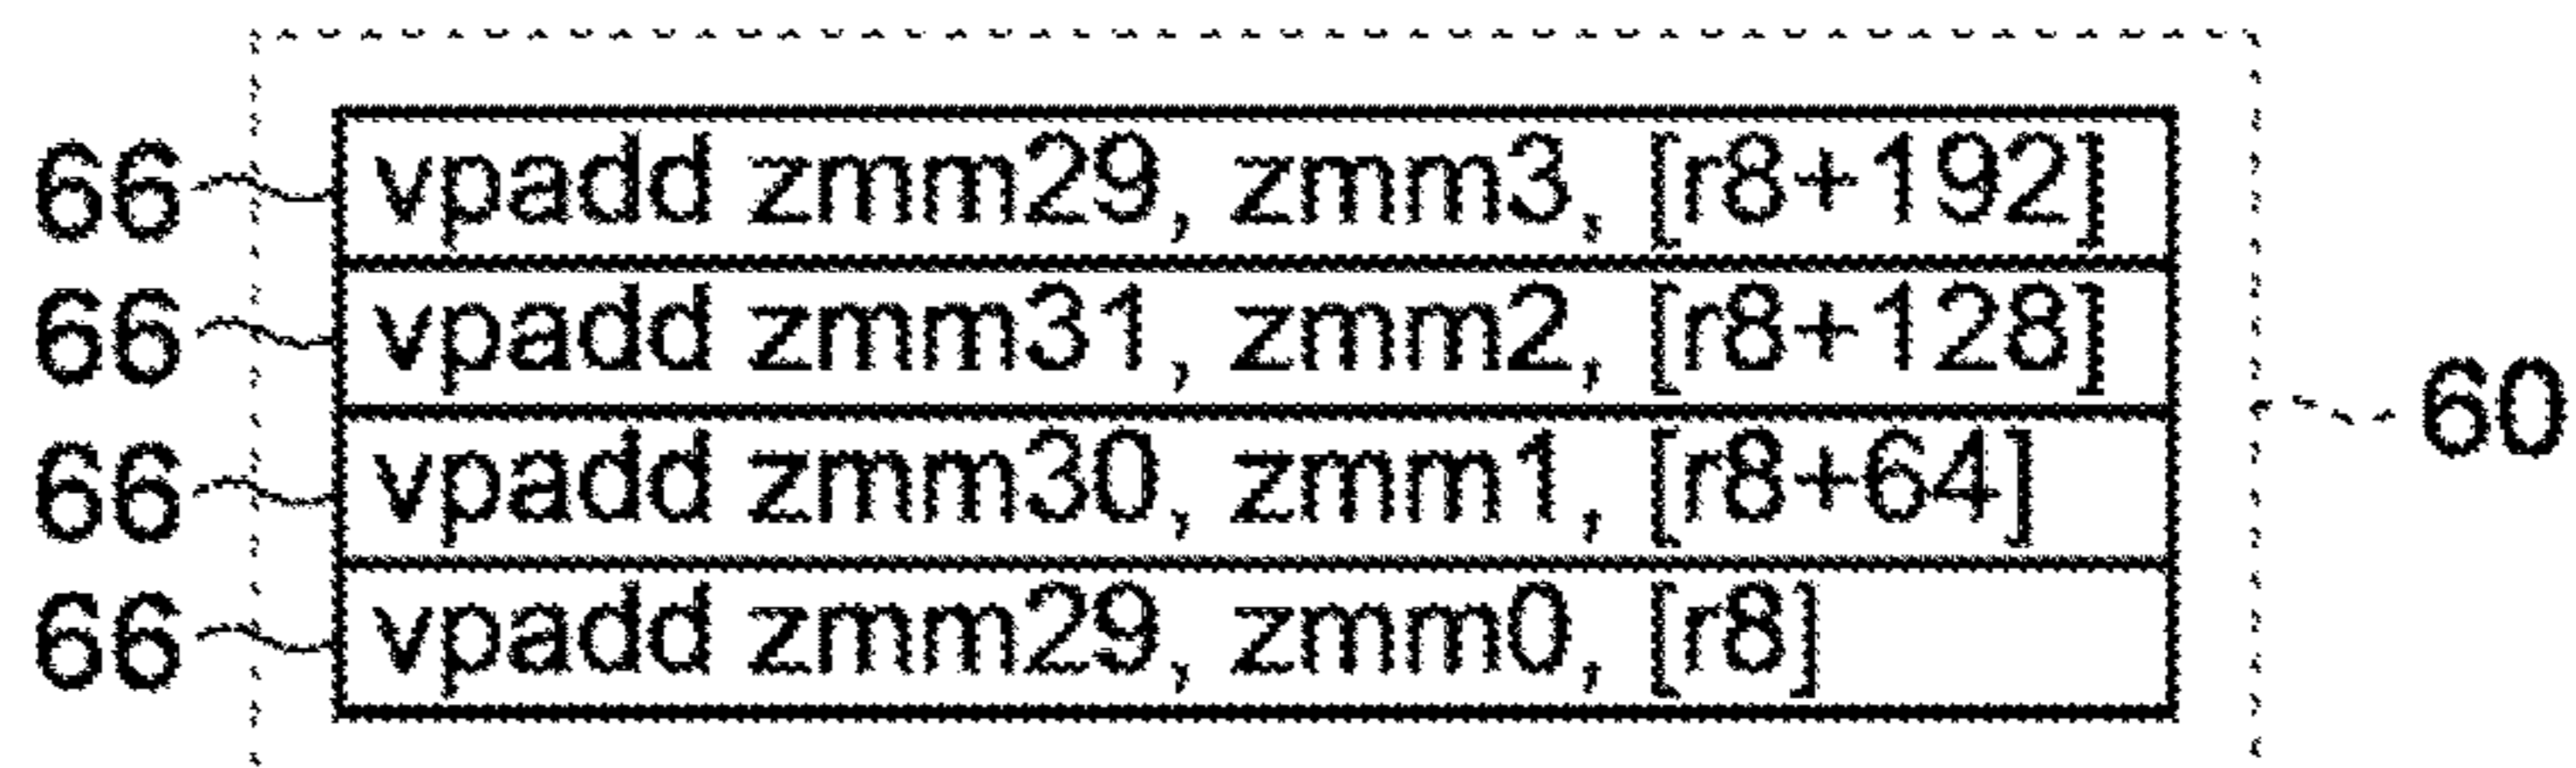 66 vpadd zmm29, zmm3, [r8+192]
66 vpadd zmm31, zmm2, [r8+128]
60
66 vpadd zmm30, zmm1, [r8+64]
66 vpadd zmm29, zmm0, [r8]